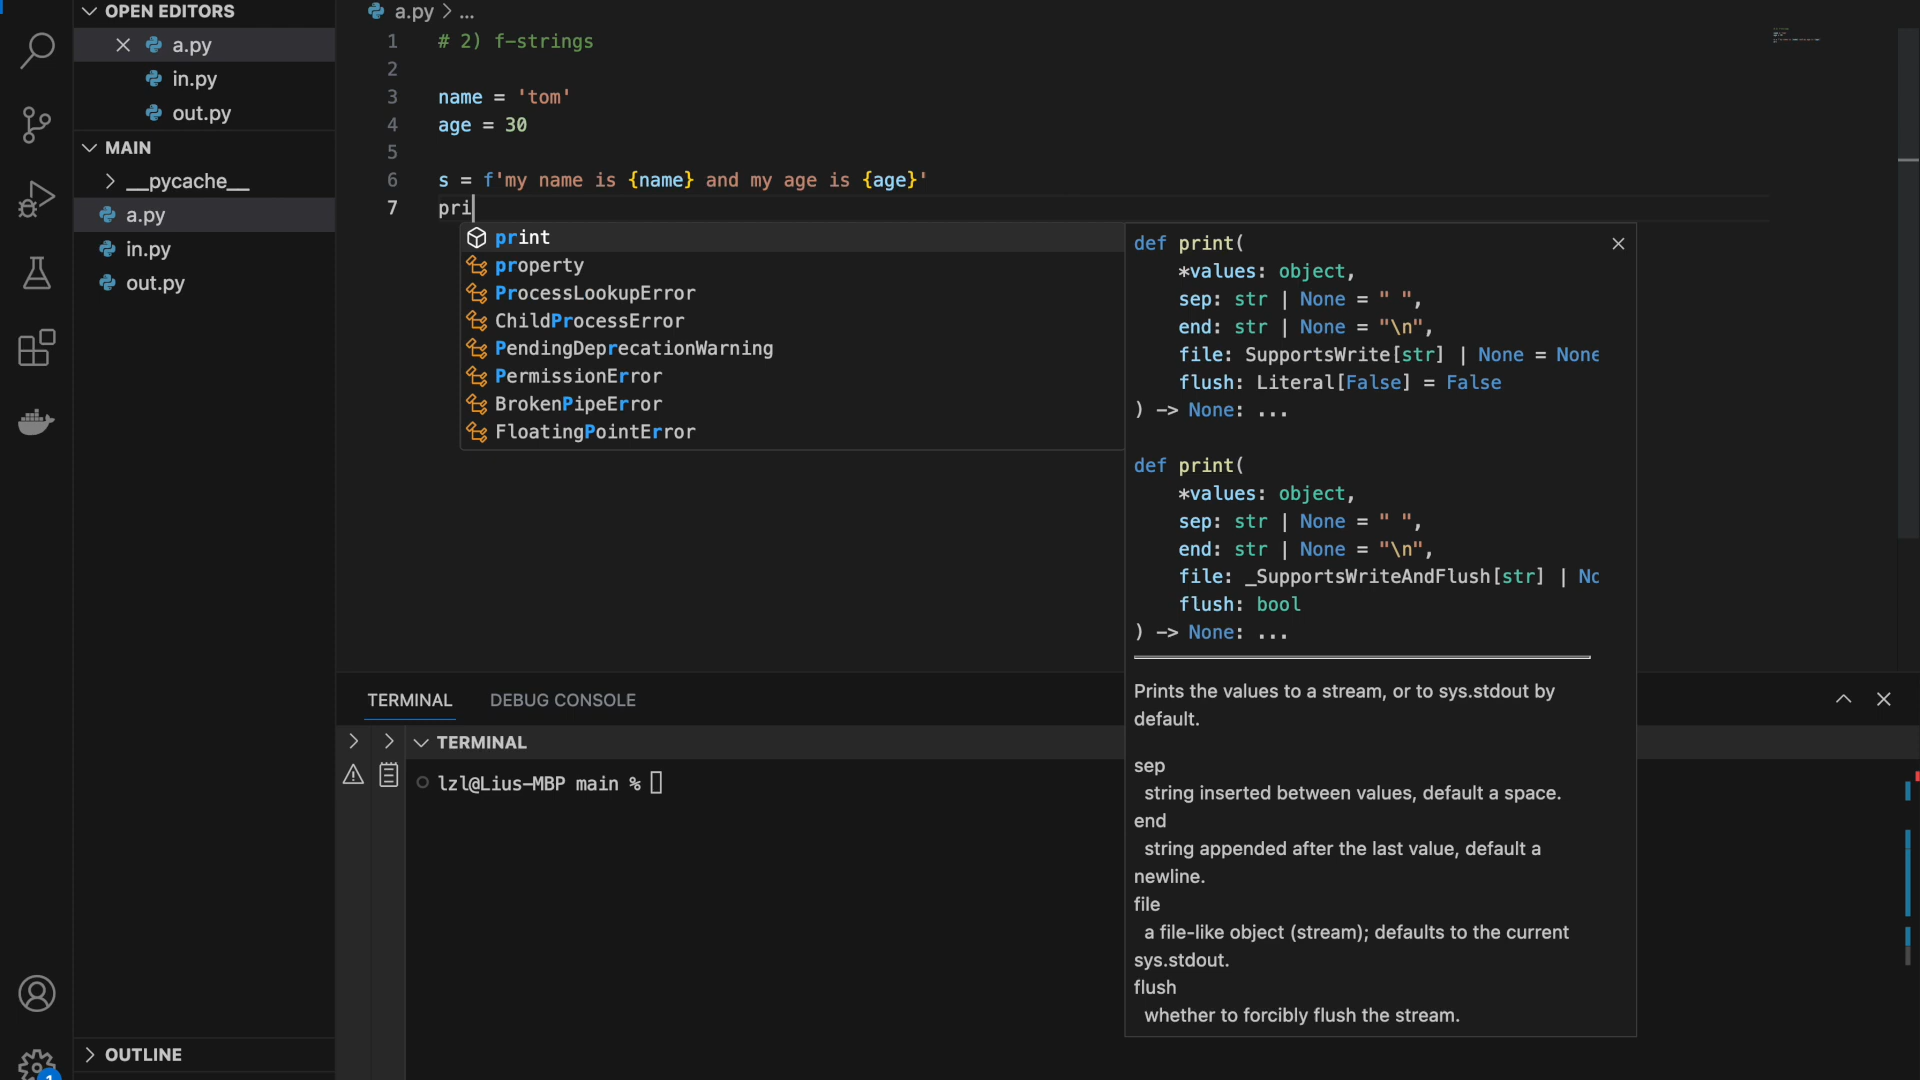 OPEN EDITORS
a.py
in.py
out.py
MAIN
__pycache__
a.py
in.py
out.py
OUTLINE
1
a.py > ...
1 # 2) f-strings
2
3 name = 'tom'
4 age = 30
5
6 s = f'my name is {name} and my age is {age}'
7 pri
print
property
ProcessLookupError
ChildProcessError
PendingDeprecationWarning
PermissionError
BrokenPipeError
FloatingPointError
def print(
*values: object,
sep: str | None = " ",
end: str | None = "\n",
file: SupportsWrite[str] | None = None
flush: Literal[False] = False
) -> None: ...
def print(
*values: object,
sep: str | None = " ",
end: str | None = "\n",
file: _SupportsWriteAndFlush[str] | No
flush: bool
) -> None: ...
Prints the values to a stream, or to sys.stdout by
default.
sep
string inserted between values, default a space.
end
string appended after the last value, default a
newline.
file
a file-like object (stream); defaults to the current
sys.stdout.
flush
whether to forcibly flush the stream.
TERMINAL DEBUG CONSOLE
TERMINAL
lzl@Lius-MBP main %